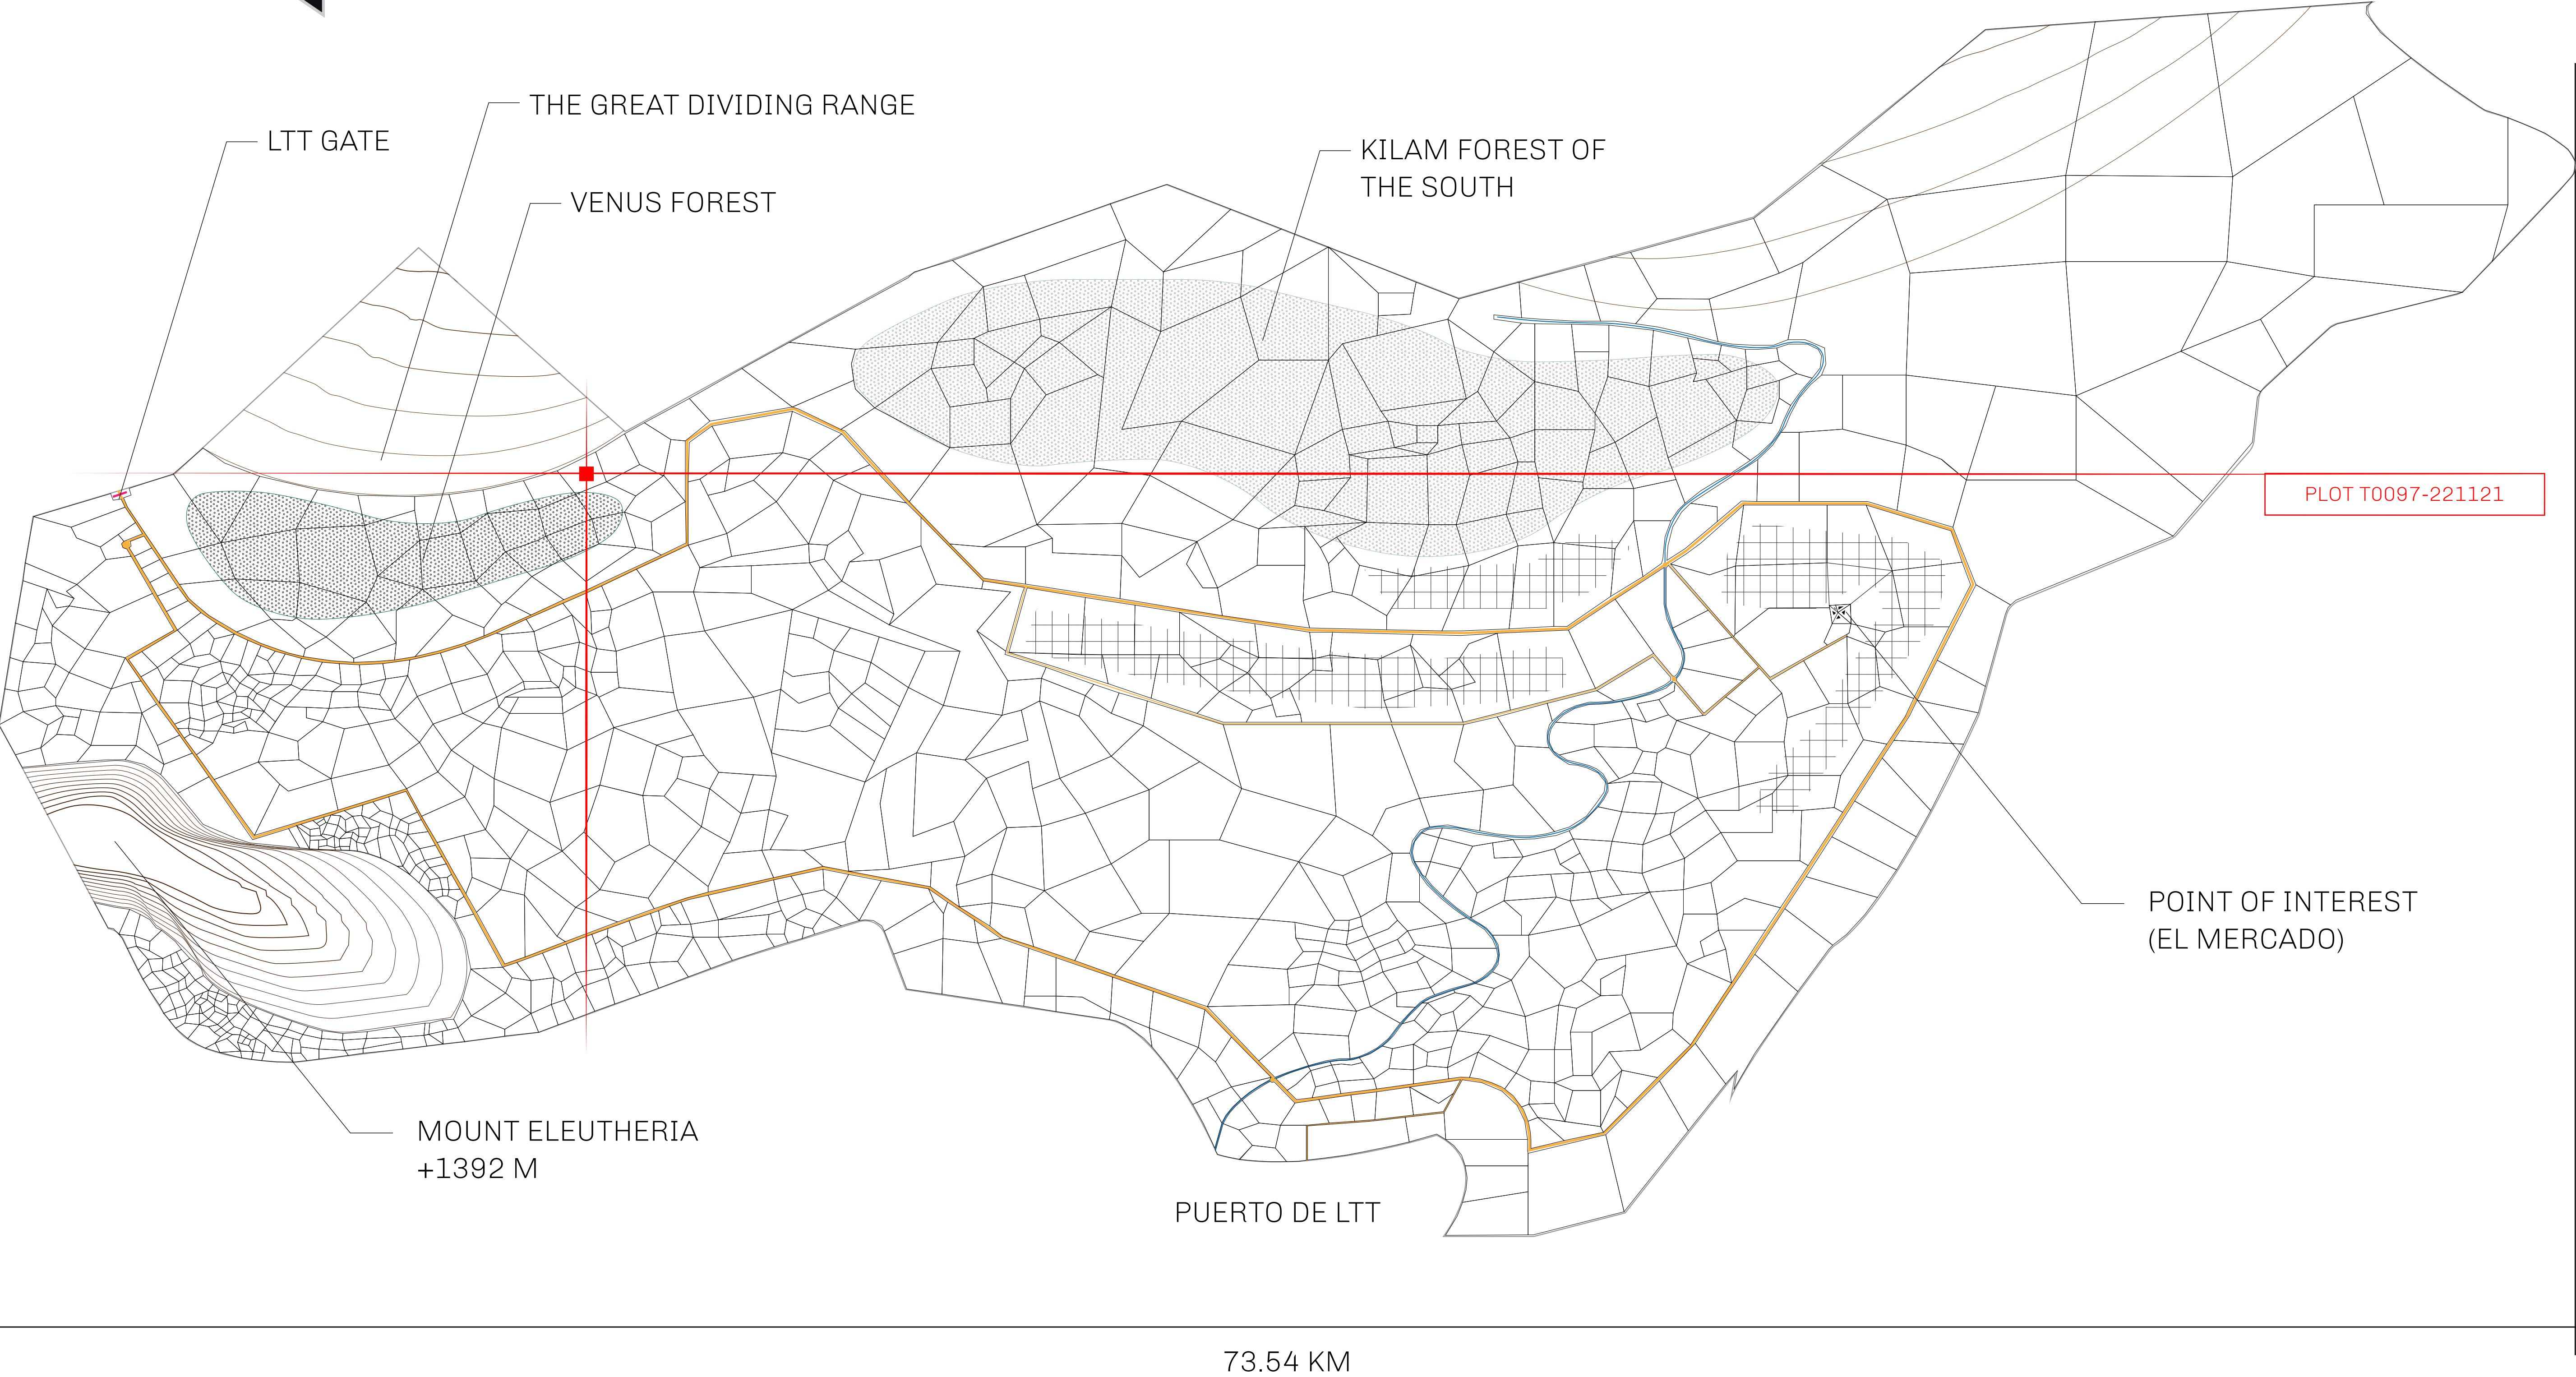 THE GREAT DIVIDING RANGE
LTT GATE
VENUS FOREST
KILAM FOREST OF
THE SOUTH
PLOT T0097-221121
POINT OF INTEREST
(EL MERCADO)
MOUNT ELEUTHERIA
+1392 M
PUERTO DE LTT
73.54 KM